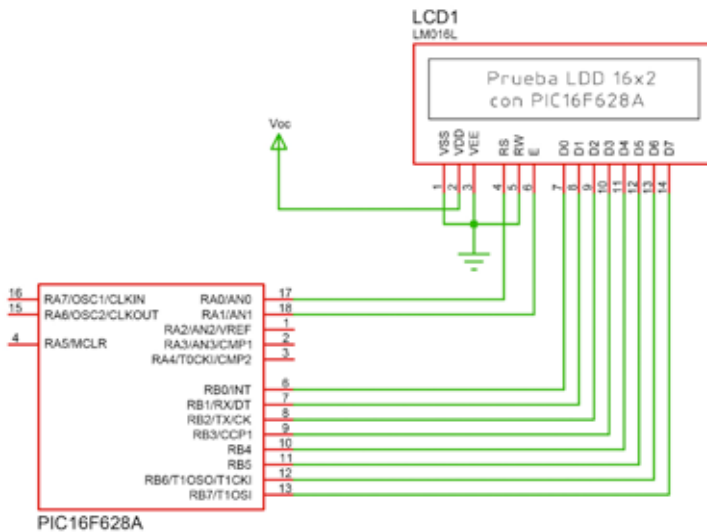 LCD1
LM016L
Prueba LDD 16x2
con PIC16F628A
Vcc
VSS
VDD
VEE
RS
RW
E
D0
D1
D2
D3
D4
D5
D6
D7
1
2
3
4
5
6
7
8
9
10
11
12
13
14
16 RA7/OSC1/CLKIN RA0/AN0 17
15 RA6/OSC2/CLKOUT RA1/AN1 18
RA2/AN2/VREF 1
4 RA5/MCLR RA3/AN3/CMP1 2
RA4/T0CKI/CMP2 3
RB0/INT 6
RB1/RX/DT 7
RB2/TX/CK 8
RB3/CCP1 9
RB4 10
RB5 11
RB6/T1OSO/T1CKI 12
RB7/T1OSI 13
PIC16F628A